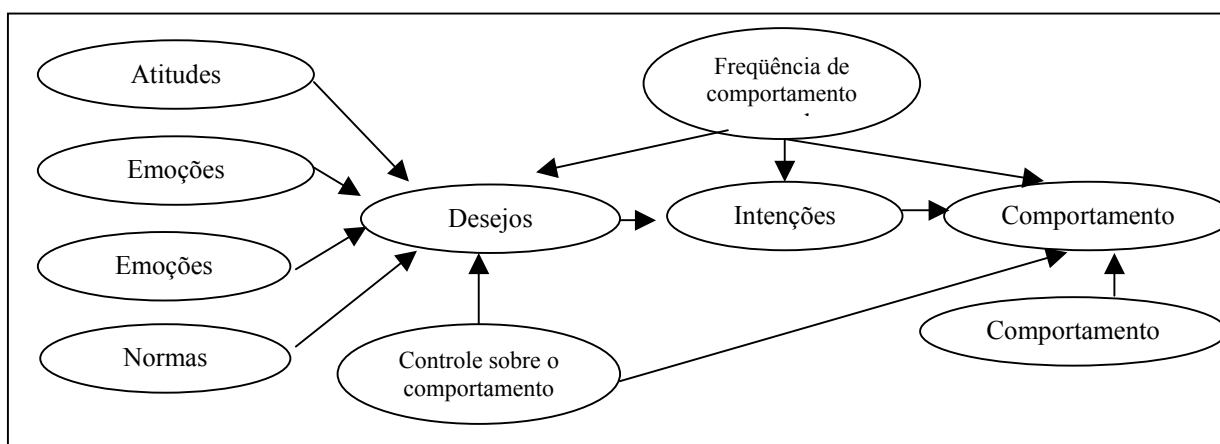 Atitudes
Emoções
Emoções
Normas
Desejos
Controle sobre o
comportamento
Freqüência de
comportamento
Intenções
Comportamento
Comportamento